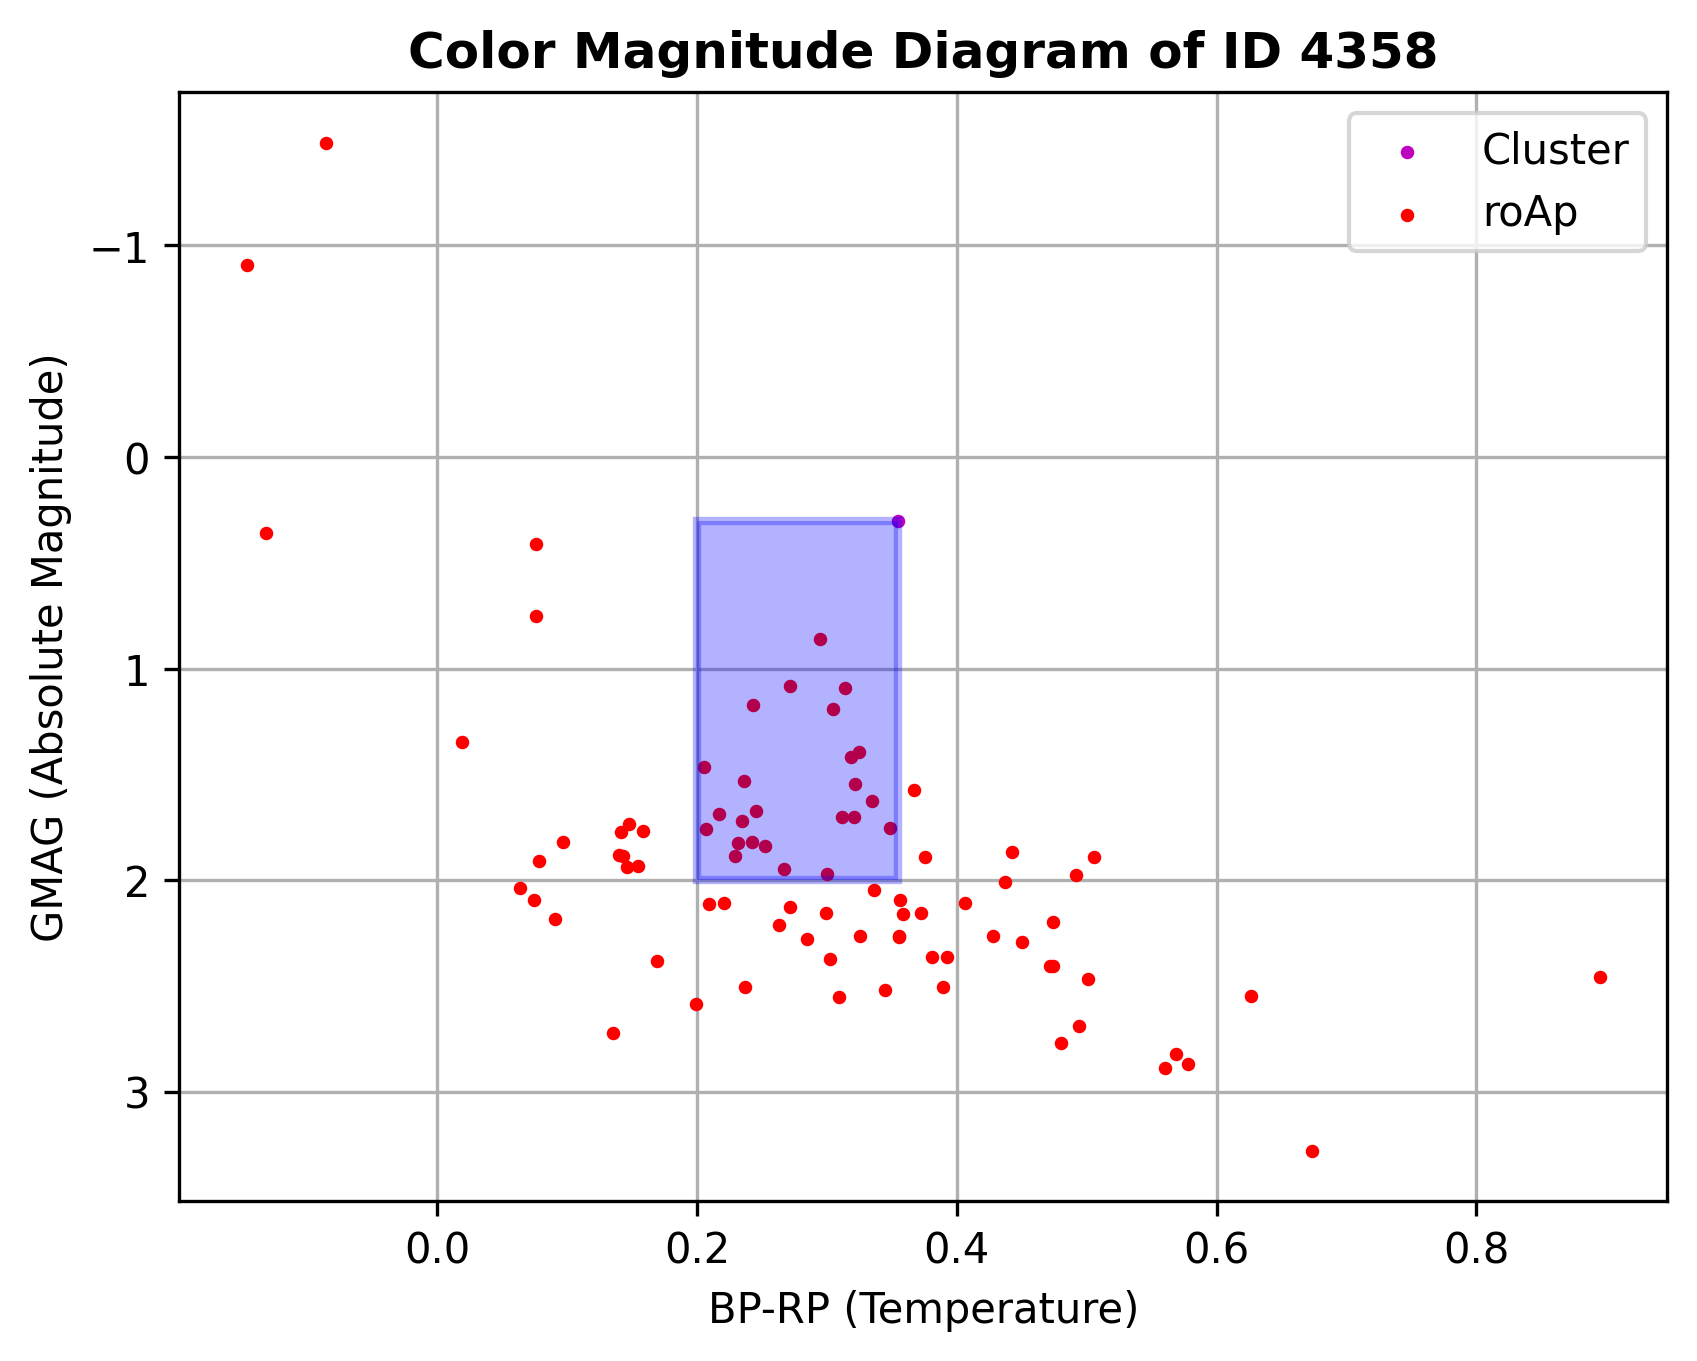 Color Magnitude Diagram of ID 4358
Cluster
roAp
GMAG (Absolute Magnitude)
−1
0
1
2
3
0.0 0.2 0.4 0.6 0.8
BP-RP (Temperature)